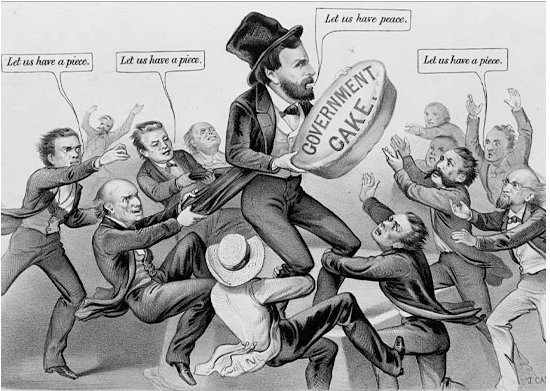 Let us have peace.
Let us have a piece.
Let us have a piece.
Let us have a piece.
GOVERNMENT
CAKE.